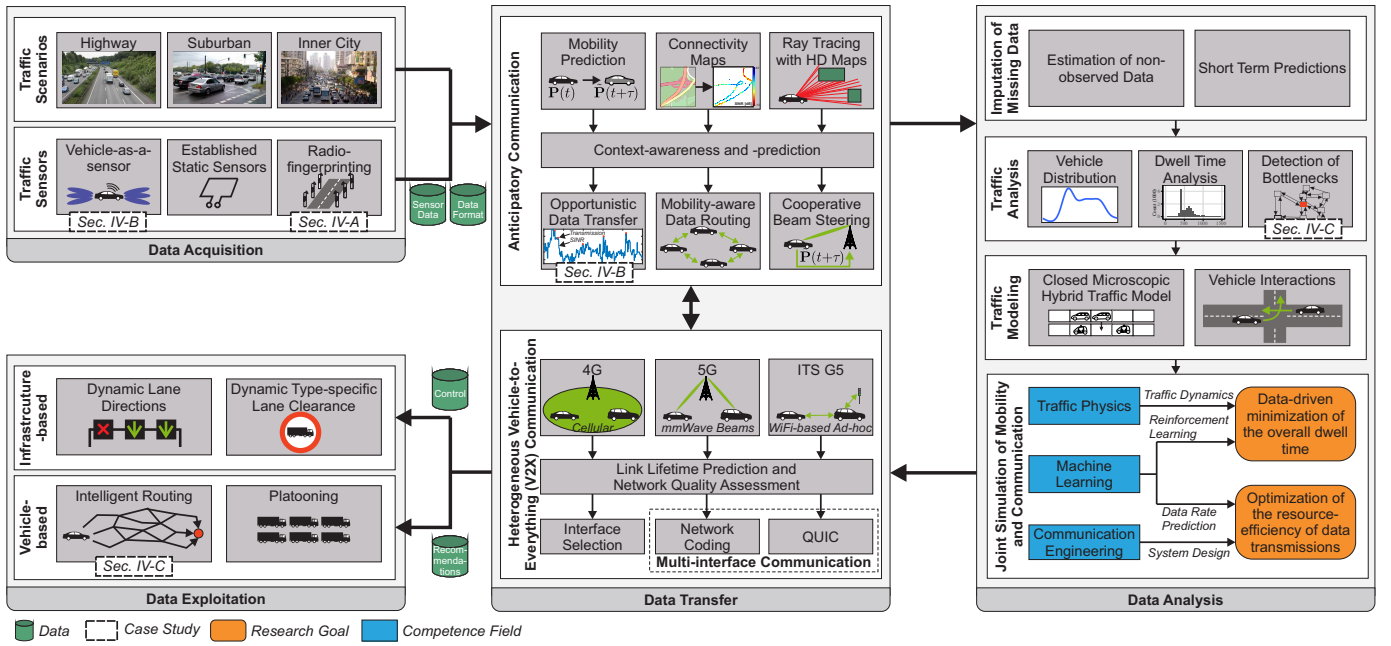 Traffic
Scenarios
Highway
Suburban
Inner City
Traffic
Sensors
Vehicle-as-a-
sensor
Sec. IV-B
Established
Static Sensors
Radio-
fingerprinting
Sec. IV-A
Data Acquisition
Sensor
Data
Data
Format
Anticipatory Communication
Mobility
Prediction
P(t)
P(t+τ)
Connectivity
Maps
Ray Tracing
with HD Maps
Context-awareness and -prediction
Opportunistic
Data Transfer
Transmission
SINR
Sec. IV-B
Mobility-aware
Data Routing
Cooperative
Beam Steering
P(t+τ)
Heterogeneous Vehicle-to-
Everything (V2X) Communication
4G
Cellular
5G
mmWave Beams
ITS G5
WiFi-based Ad-hoc
Link Lifetime Prediction and
Network Quality Assessment
Interface
Selection
Network
Coding
QUIC
Multi-interface Communication
Data Transfer
Imputation of
Missing Data
Estimation of non-
observed Data
Short Term Predictions
Traffic
Analysis
Vehicle
Distribution
Dwell Time
Analysis
Detection of
Bottlenecks
Sec. IV-C
Traffic
Modeling
Closed Microscopic
Hybrid Traffic Model
Vehicle Interactions
Joint Simulation of Mobility
and Communication
Traffic Physics
Traffic Dynamics
Reinforcement
Learning
Data-driven
minimization of
the overall dwell
time
Machine
Learning
Data Rate
Prediction
Communication
Engineering
System Design
Optimization of
the resource-
efficiency of data
transmissions
Data Analysis
Infrastructure
-based
Dynamic Lane
Directions
Dynamic Type-specific
Lane Clearance
Control
Vehicle-
based
Intelligent Routing
Sec. IV-C
Platooning
Recom-
menda-
tions
Data Exploitation
Data
Case Study
Research Goal
Competence Field